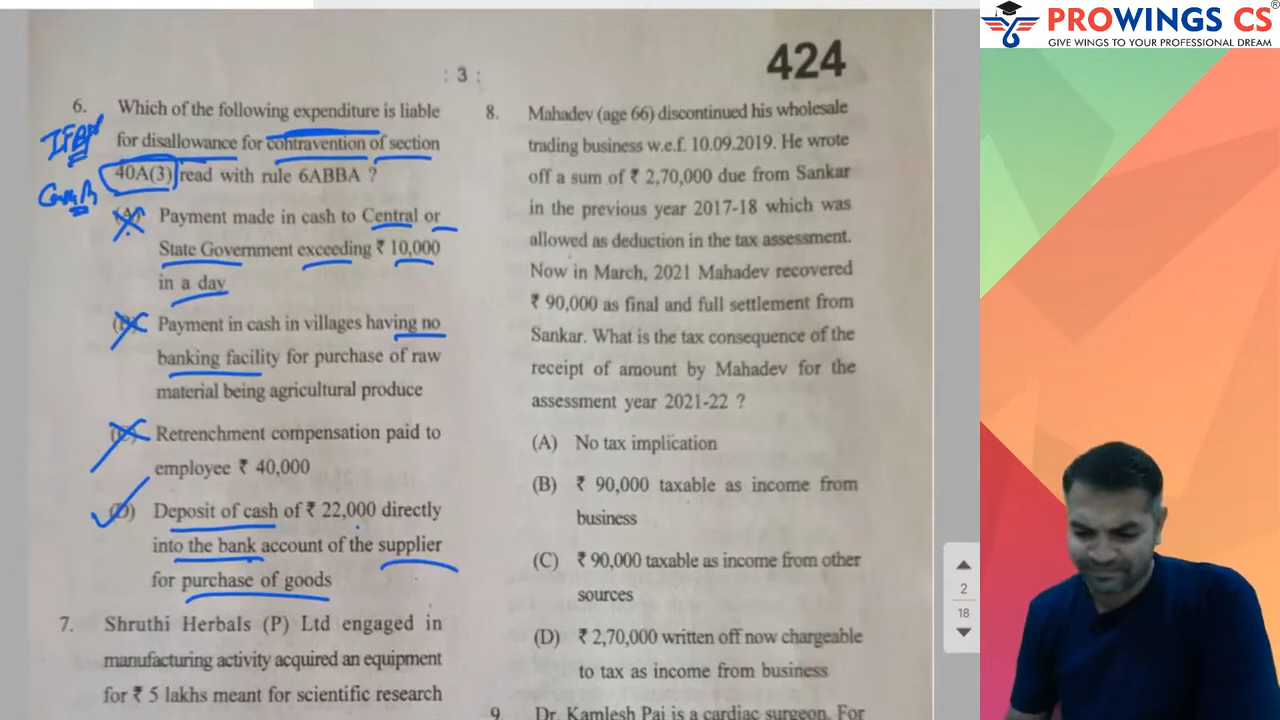 PROWINGS CS®
GIVE WINGS TO YOUR PROFESSIONAL DREAM
424
: 3 :
6. Which of the following expenditure is liable
for disallowance for contravention of section
40A(3) read with rule 6ABBA ?
(A) Payment made in cash to Central or
State Government exceeding ₹ 10,000
in a day
(B) Payment in cash in villages having no
banking facility for purchase of raw
material being agricultural produce
(C) Retrenchment compensation paid to
employee ₹ 40,000
(D) Deposit of cash of ₹ 22,000 directly
into the bank account of the supplier
for purchase of goods
7. Shruthi Herbals (P) Ltd engaged in
manufacturing activity acquired an equipment
for ₹ 5 lakhs meant for scientific research
8. Mahadev (age 66) discontinued his wholesale
trading business w.e.f. 10.09.2019. He wrote
off a sum of ₹ 2,70,000 due from Sankar
in the previous year 2017-18 which was
allowed as deduction in the tax assessment.
Now in March, 2021 Mahadev recovered
₹ 90,000 as final and full settlement from
Sankar. What is the tax consequence of the
receipt of amount by Mahadev for the
assessment year 2021-22 ?
(A) No tax implication
(B) ₹ 90,000 taxable as income from
business
(C) ₹ 90,000 taxable as income from other
sources
(D) ₹ 2,70,000 written off now chargeable
to tax as income from business
9 Dr. Kamlesh Pai is a cardiac surgeon. For
2
18